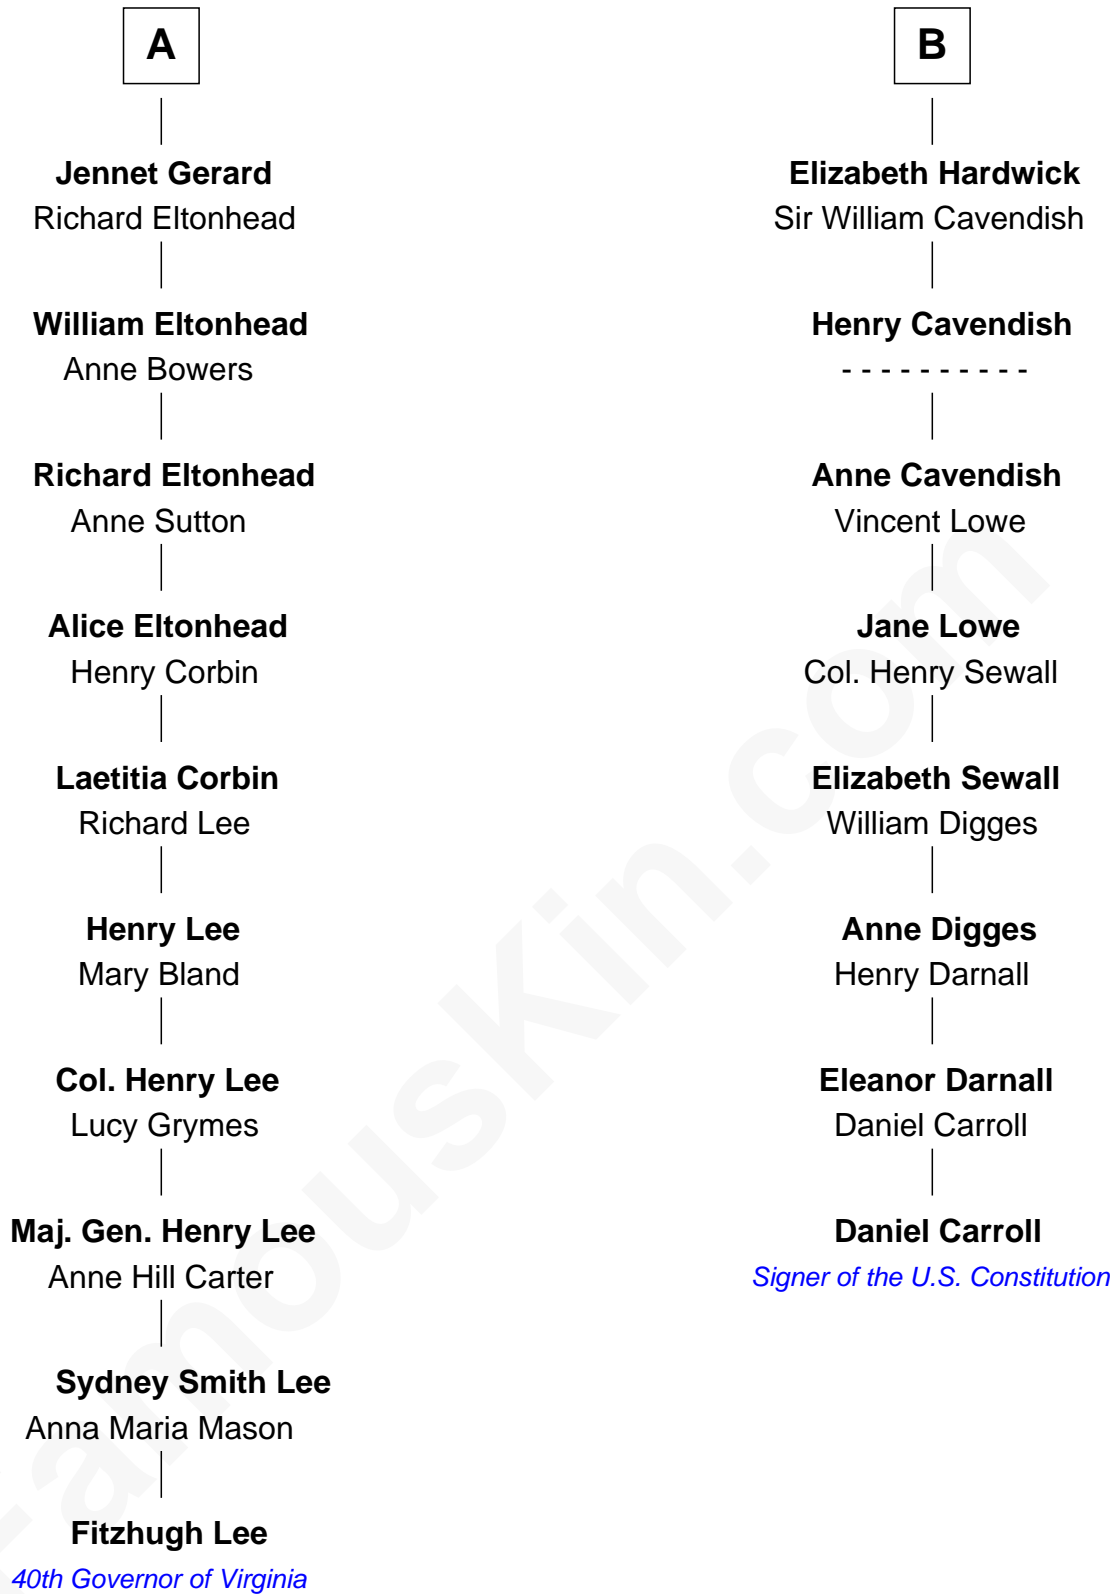 A
Jennet Gerard
Richard Eltonhead
William Eltonhead
Anne Bowers
Richard Eltonhead
Anne Sutton
Alice Eltonhead
Henry Corbin
Laetitia Corbin
Richard Lee
Henry Lee
Mary Bland
Col. Henry Lee
Lucy Grymes
Maj. Gen. Henry Lee
Anne Hill Carter
Sydney Smith Lee
Anna Maria Mason
Fitzhugh Lee
40th Governor of Virginia
B
Elizabeth Hardwick
Sir William Cavendish
Henry Cavendish
- - - - - - - - - -
Anne Cavendish
Vincent Lowe
Jane Lowe
Col. Henry Sewall
Elizabeth Sewall
William Digges
Anne Digges
Henry Darnall
Eleanor Darnall
Daniel Carroll
Daniel Carroll
Signer of the U.S. Constitution
FamousKin.com